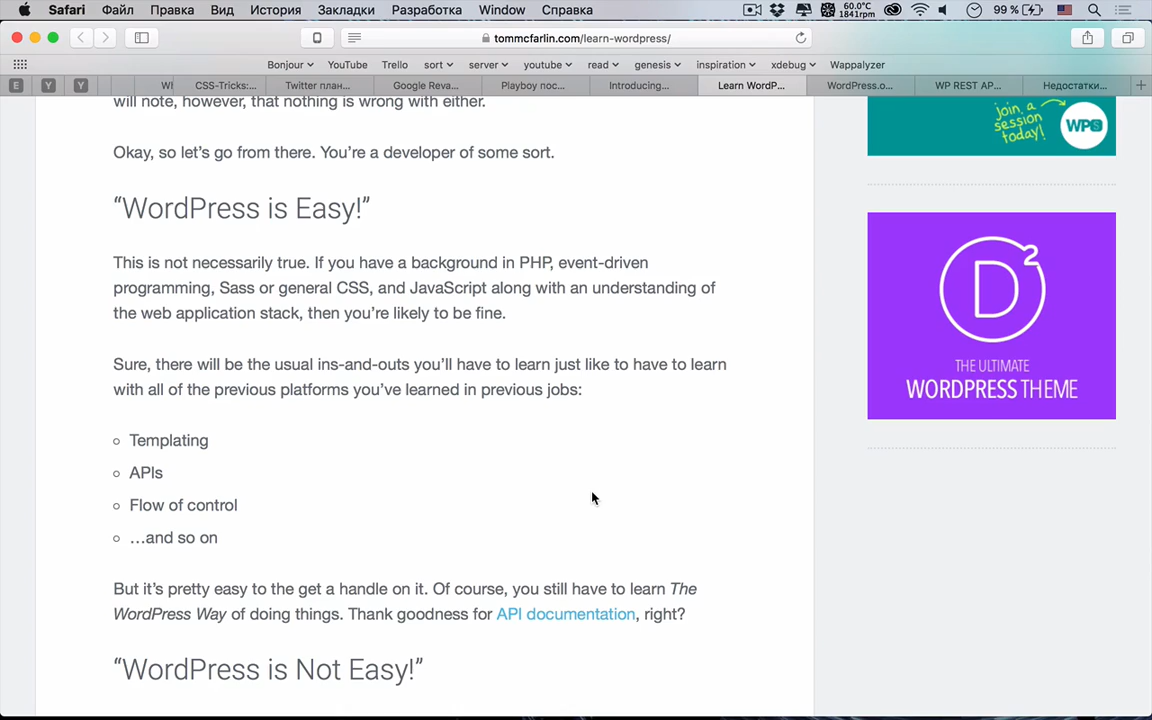 Safari Файл Правка Вид История Закладки Разработка Window Справка 60.0°C 1841rpm 99 %
tommcfarlin.com/learn-wordpress/
Bonjour YouTube Trello sort server youtube read genesis inspiration xdebug Wappalyzer
E Y Y WI CSS-Tricks:... Twitter план... Google Reva... Playboy пос... Introducing... Learn WordP... WordPress.o... WP REST AP... Недостатки...
will note, however, that nothing is wrong with either.
Okay, so let’s go from there. You’re a developer of some sort.
“WordPress is Easy!”
This is not necessarily true. If you have a background in PHP, event-driven
programming, Sass or general CSS, and JavaScript along with an understanding of
the web application stack, then you’re likely to be fine.
Sure, there will be the usual ins-and-outs you’ll have to learn just like to have to learn
with all of the previous platforms you’ve learned in previous jobs:
Templating
APIs
Flow of control
…and so on
But it’s pretty easy to the get a handle on it. Of course, you still have to learn The
WordPress Way of doing things. Thank goodness for API documentation, right?
“WordPress is Not Easy!”
join a
session
today!
WPS
D 2
THE ULTIMATE
WORDPRESS THEME